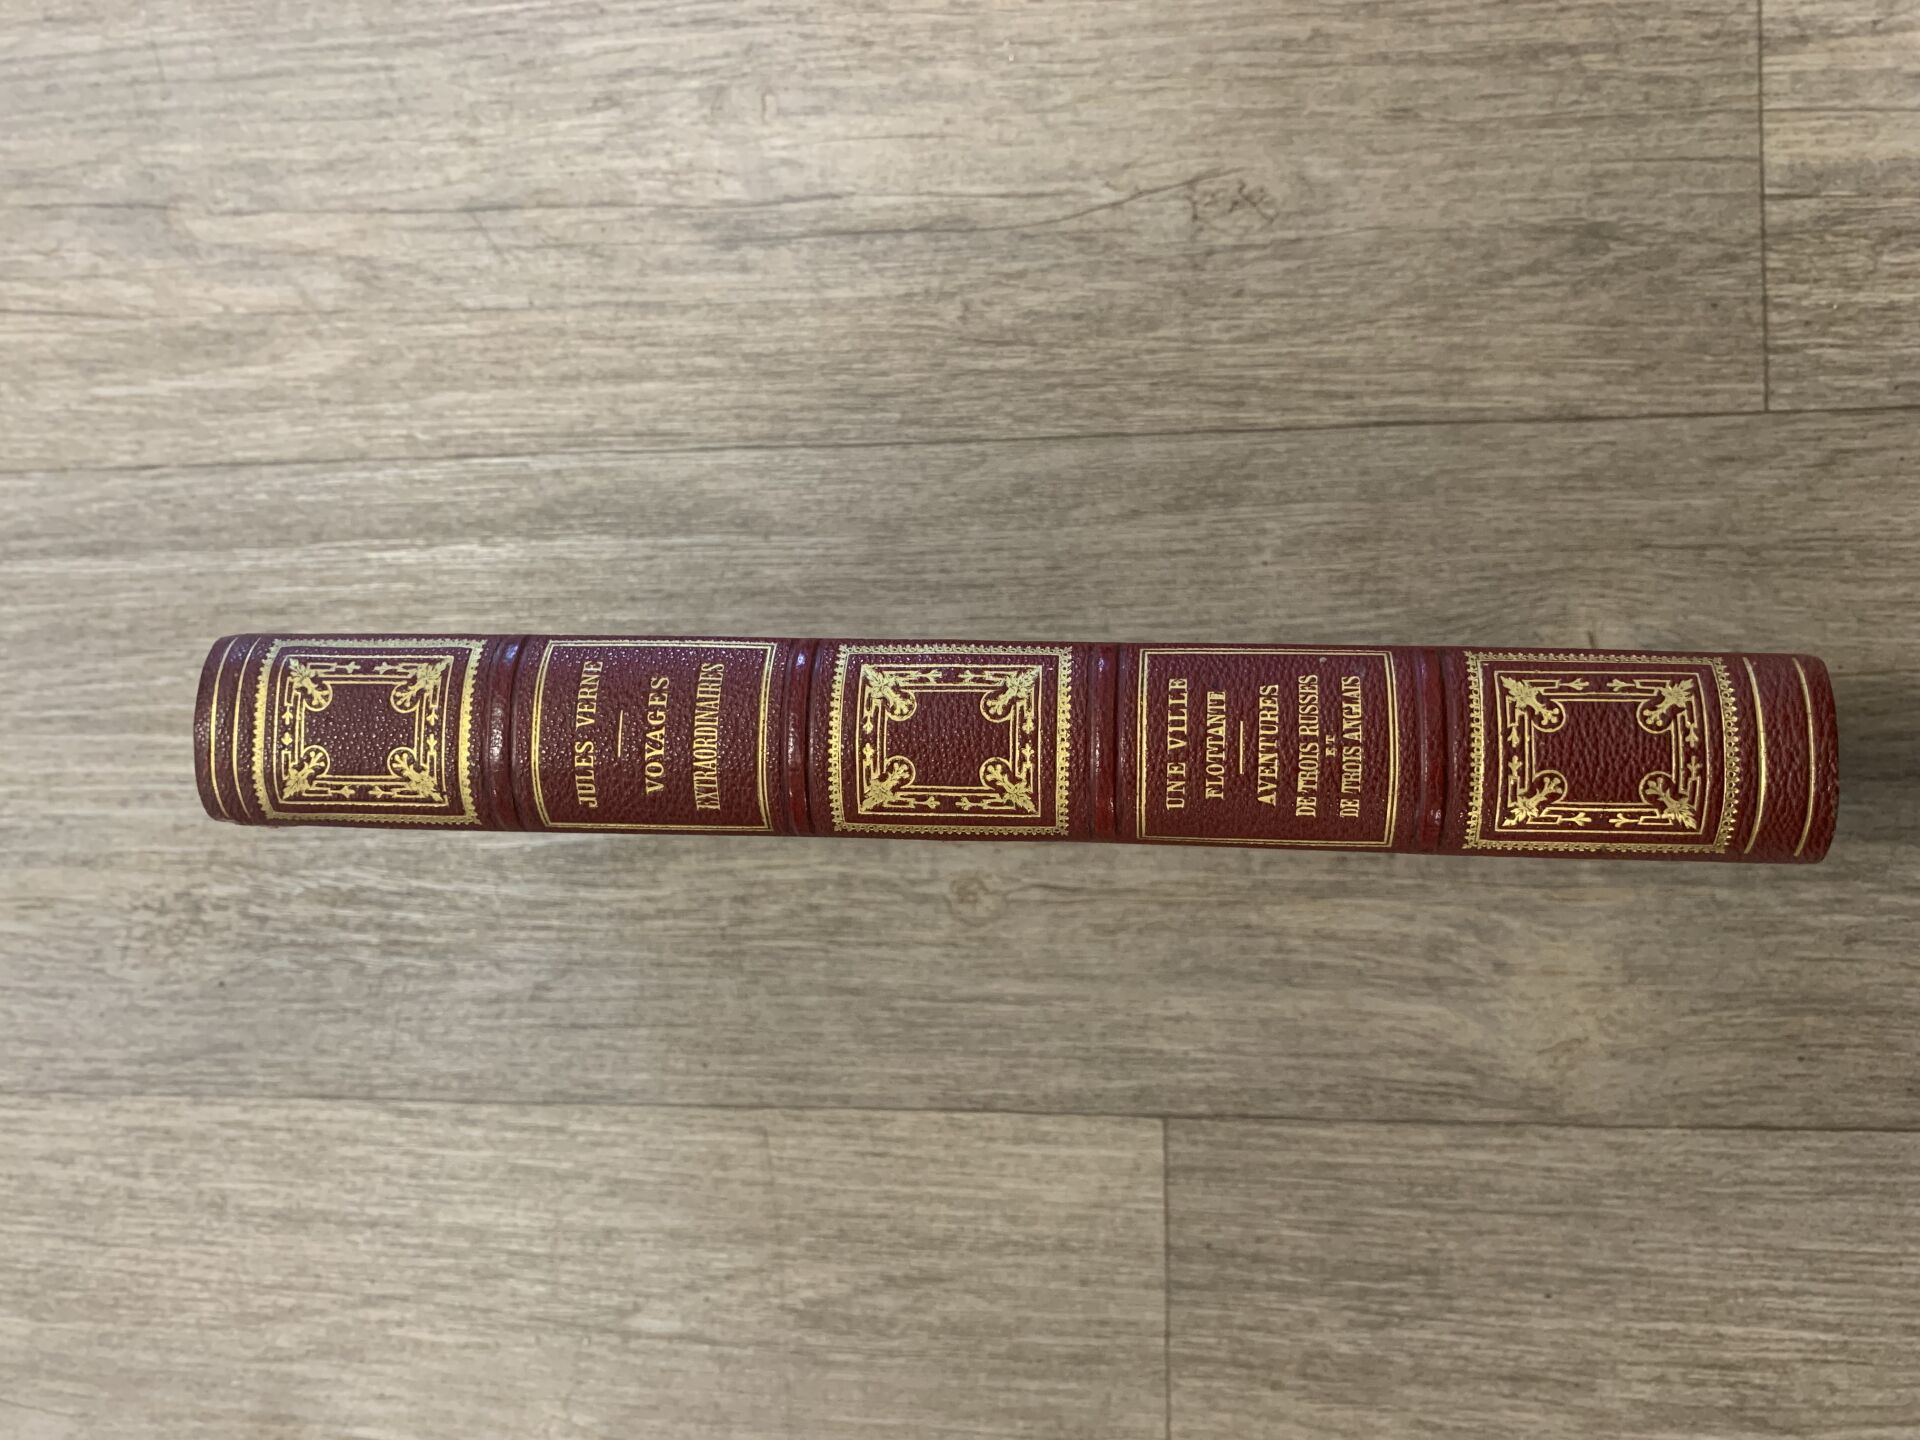 JULES VERNE
VOYAGES
EXTRAORDINAIRES
UNE VILLE
FLOTTANTE
AVENTURES
DE TROIS RUSSES
ET
DE TROIS ANGLAIS